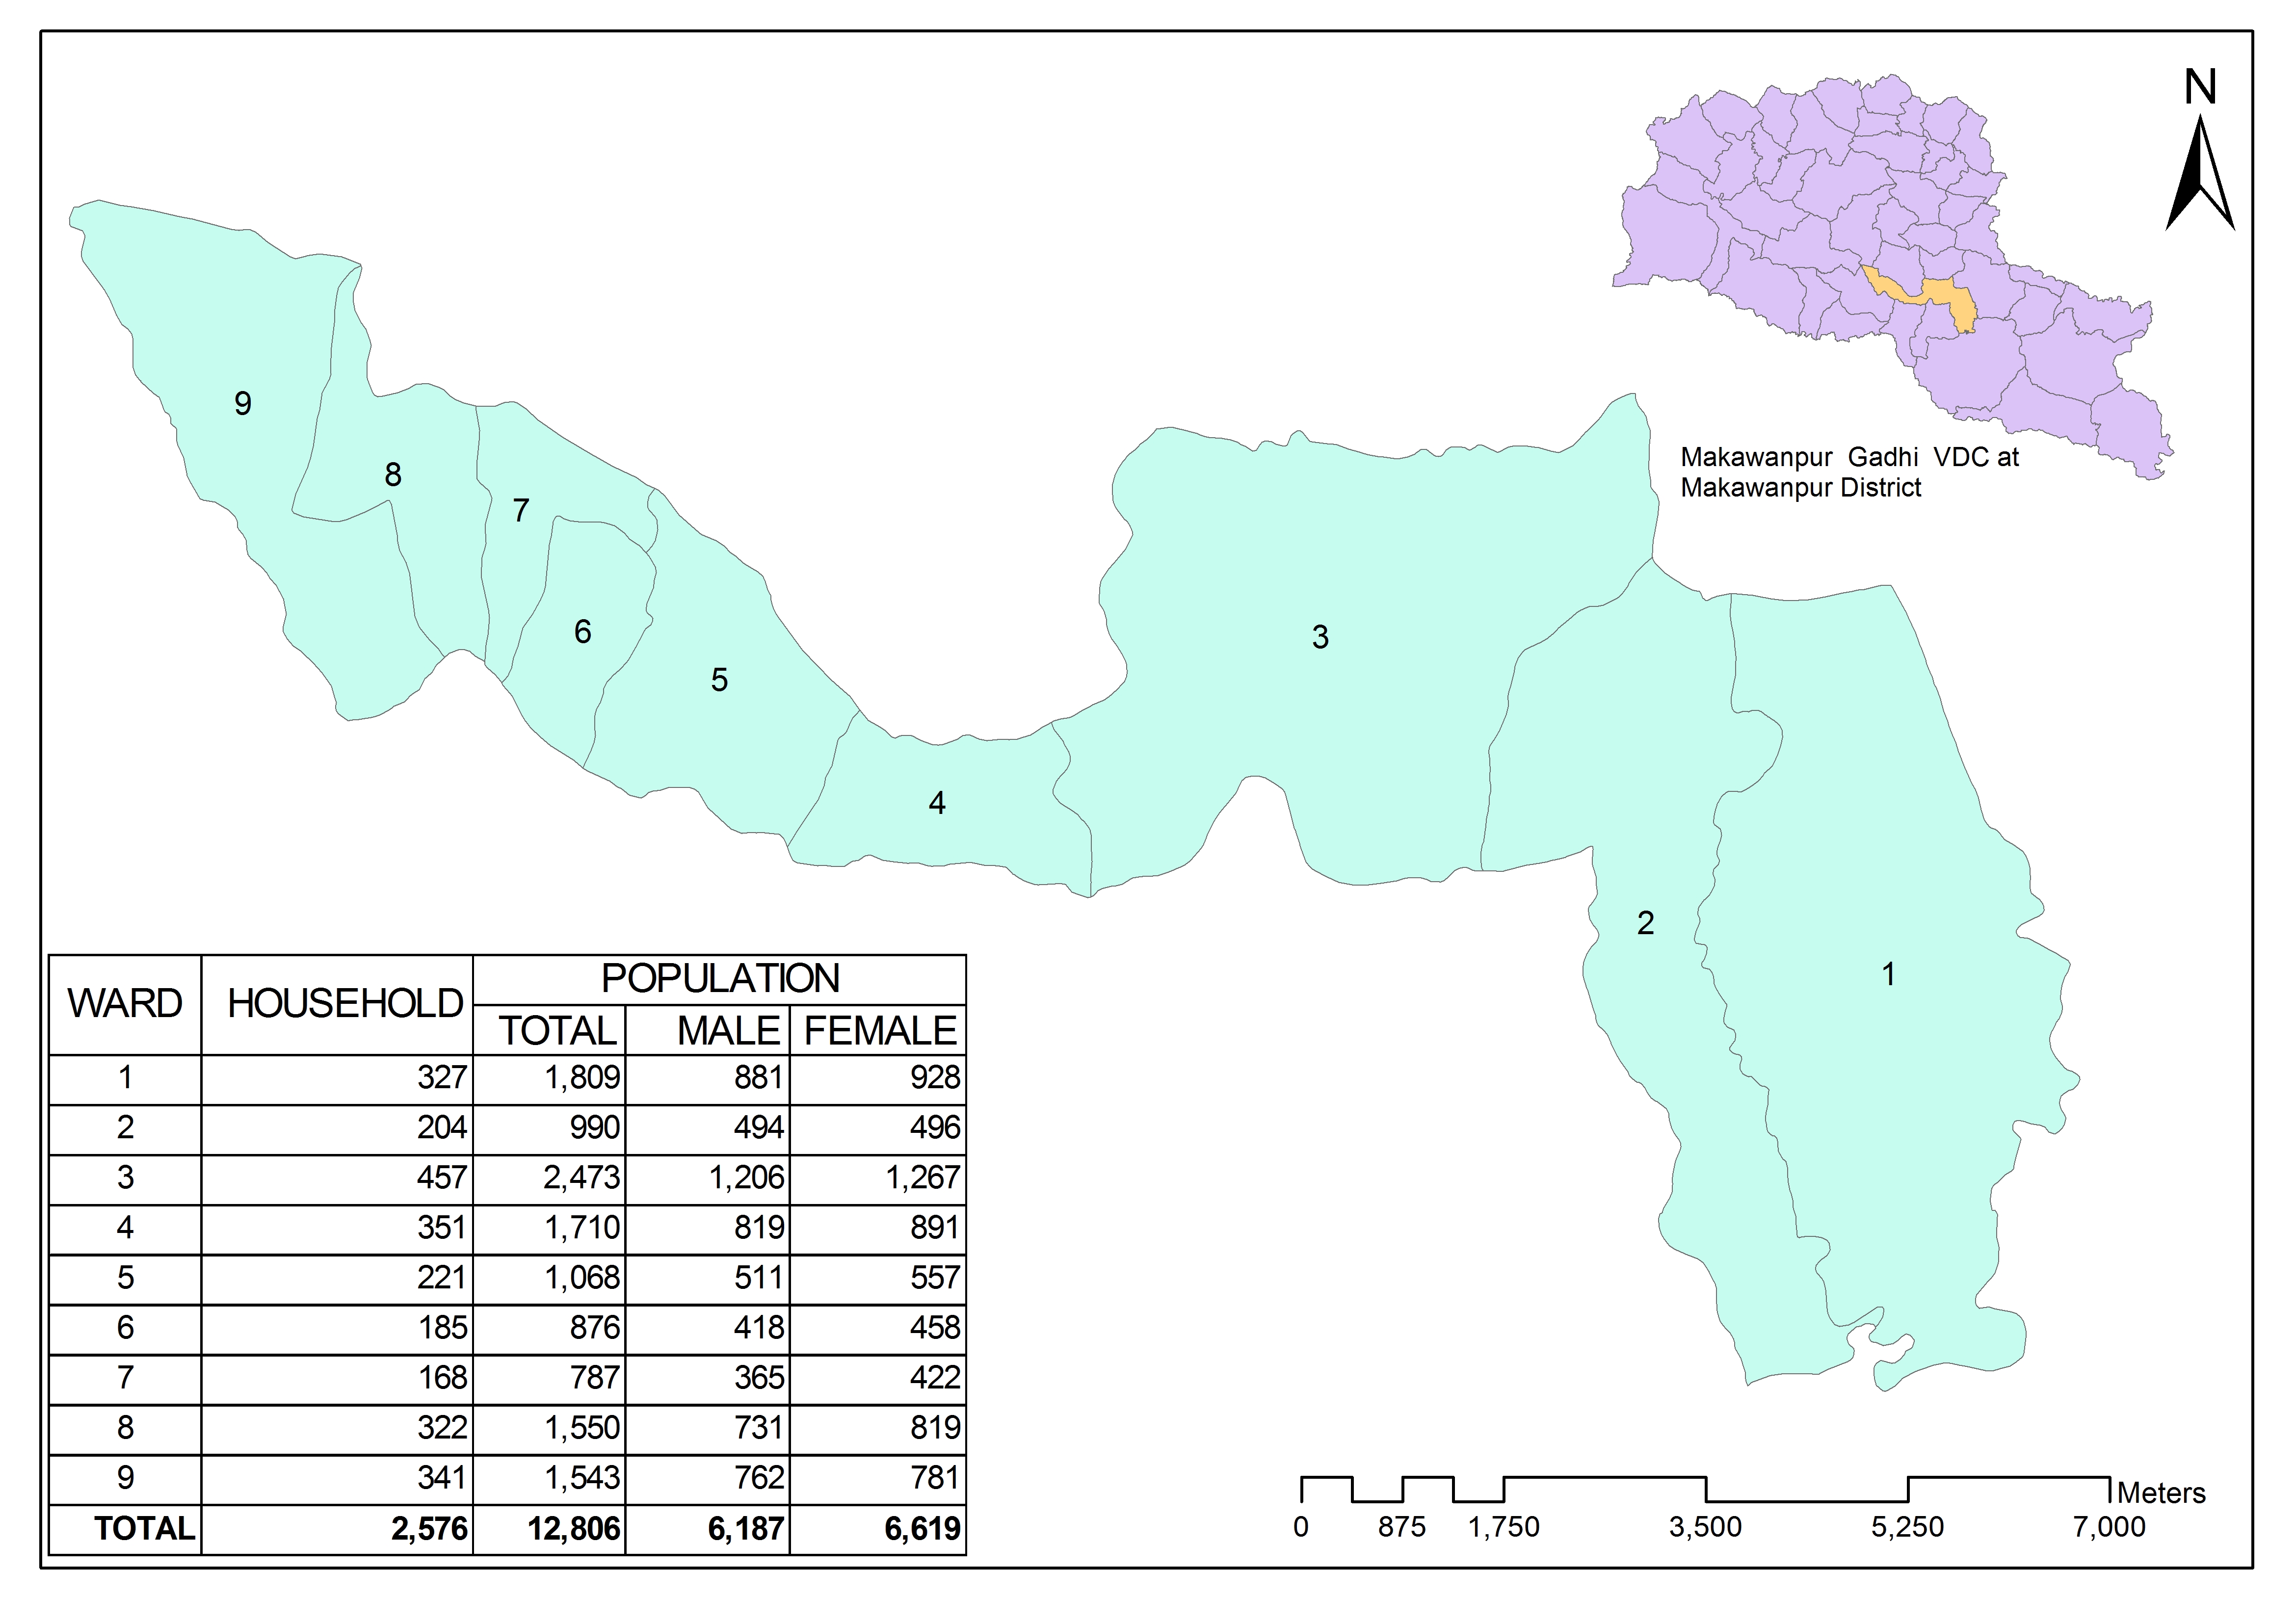 N
Makawanpur Gadhi VDC at
Makawanpur District
9
8
7
6
5
4
3
2
1
WARD HOUSEHOLD POPULATION
TOTAL MALE FEMALE
1 327 1,809 881 928
2 204 990 494 496
3 457 2,473 1,206 1,267
4 351 1,710 819 891
5 221 1,068 511 557
6 185 876 418 458
7 168 787 365 422
8 322 1,550 731 819
9 341 1,543 762 781
TOTAL 2,576 12,806 6,187 6,619
Meters
0 875 1,750 3,500 5,250 7,000